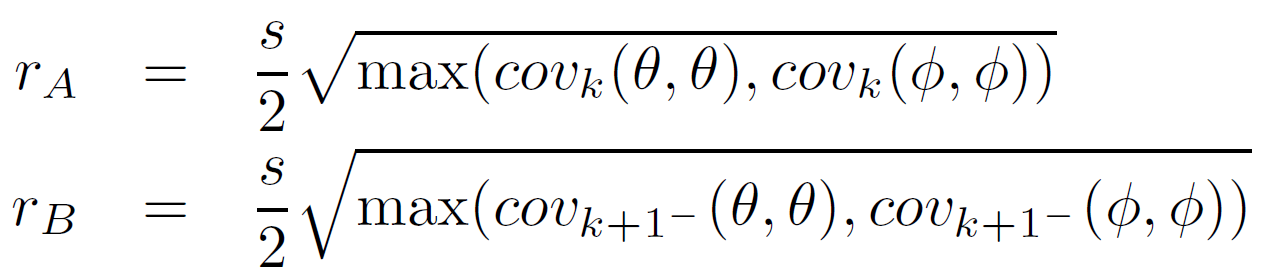 r_A = \frac{s}{2}\sqrt{\max(cov_k(\theta,\theta), cov_k(\phi,\phi))}
r_B = \frac{s}{2}\sqrt{\max(cov_{k+1^-}(\theta,\theta), cov_{k+1^-}(\phi,\phi))}